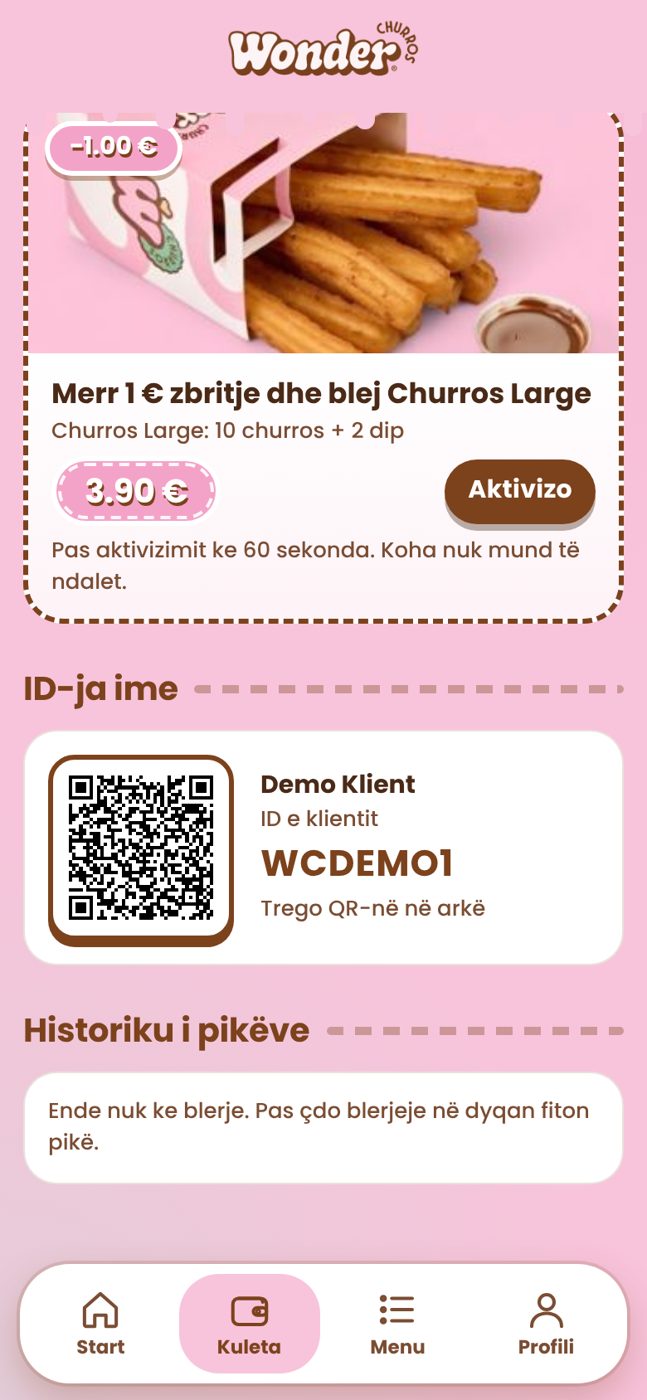 Wonder CHURROS
-1.00 €
Merr 1 € zbritje dhe blej Churros Large
Churros Large: 10 churros + 2 dip
3.90 €
Aktivizo
Pas aktivizimit ke 60 sekonda. Koha nuk mund të
ndalet.
ID-ja ime
Demo Klient
ID e klientit
WCDEMO1
Trego QR-në në arkë
Historiku i pikëve
Ende nuk ke blerje. Pas çdo blerjeje në dyqan fiton
pikë.
Start
Kuleta
Menu
Profili